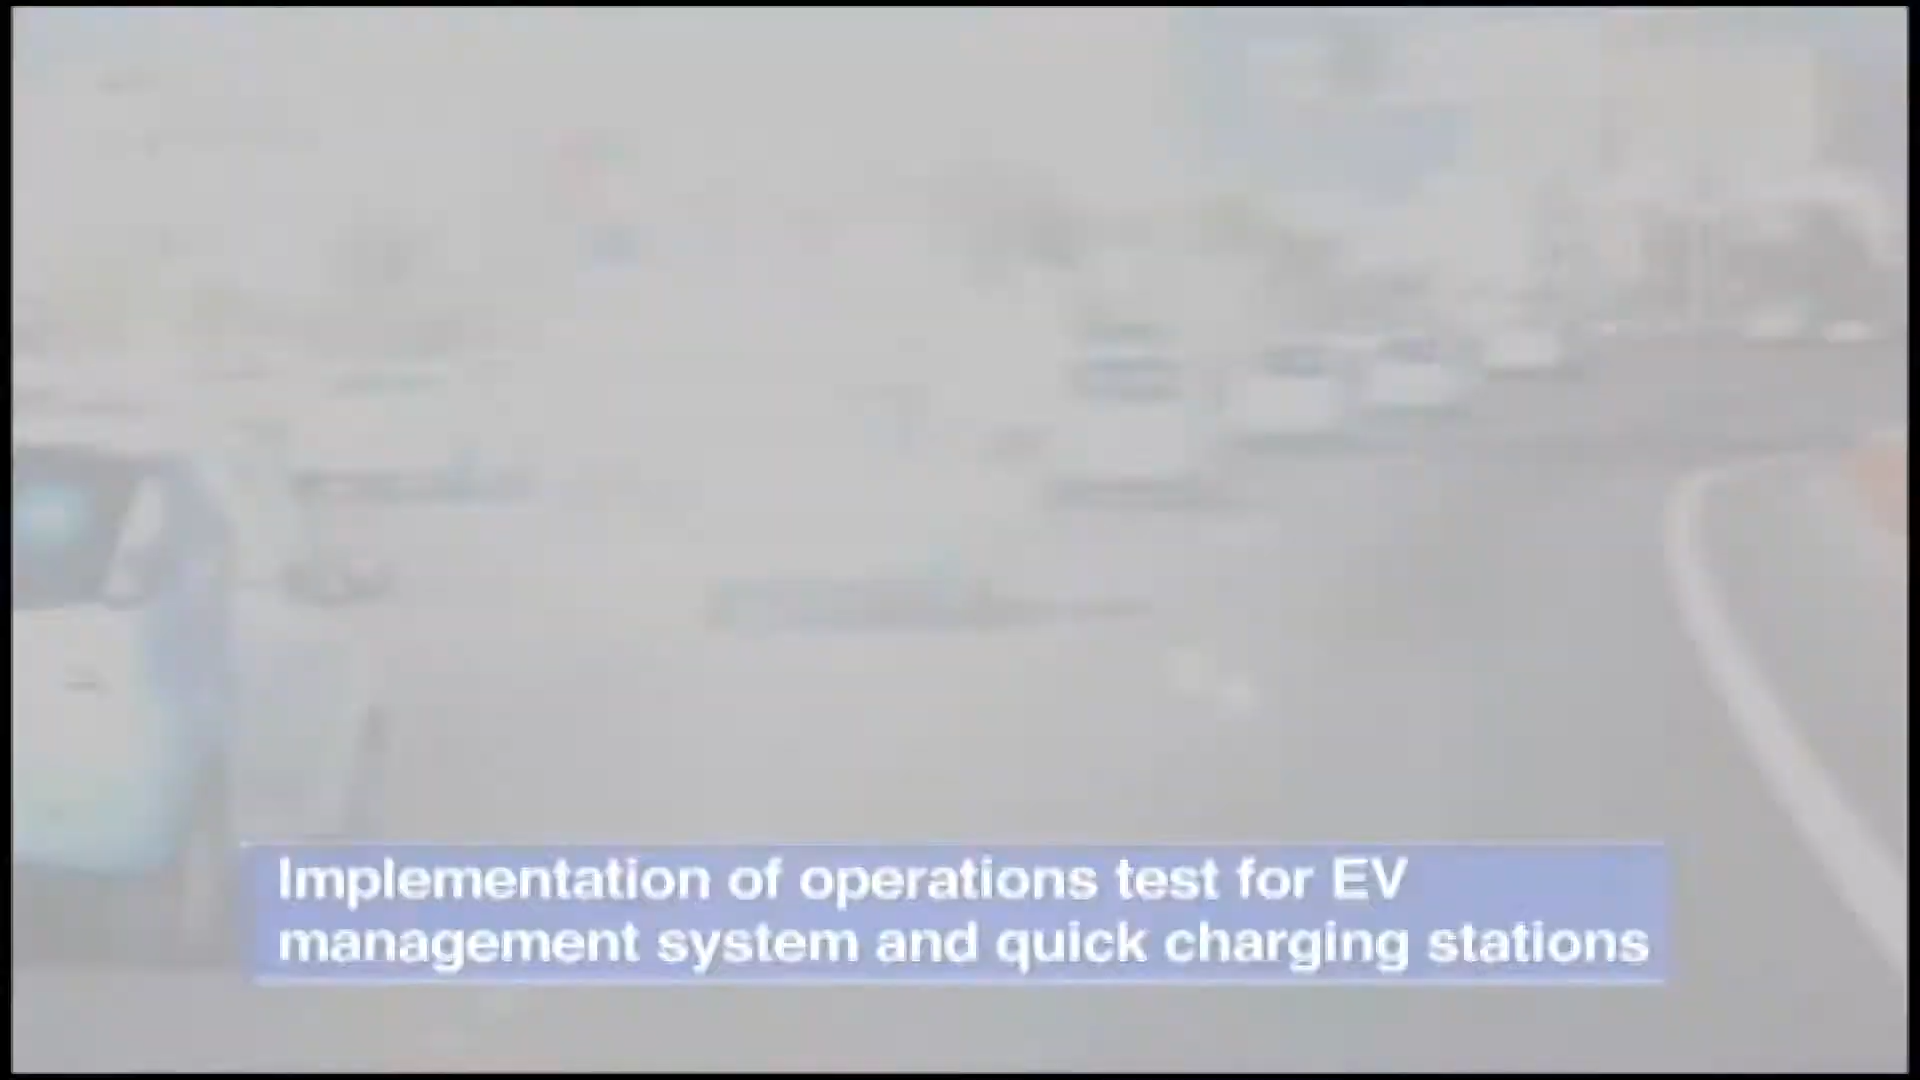 Implementation of operations test for EV
management system and quick charging stations